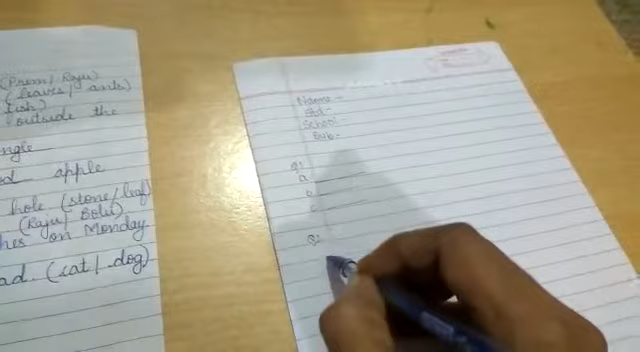 (Prem/ Raju)
(leaves/ ants)
fish)
outside the
ngle
apple
hole (stone/leaf)
(Raju/ Bolu)
hes on Monday
ad. (cat/ dog)
Name -
Std -
School -
Sub -
Q1
a
b
c
Q2